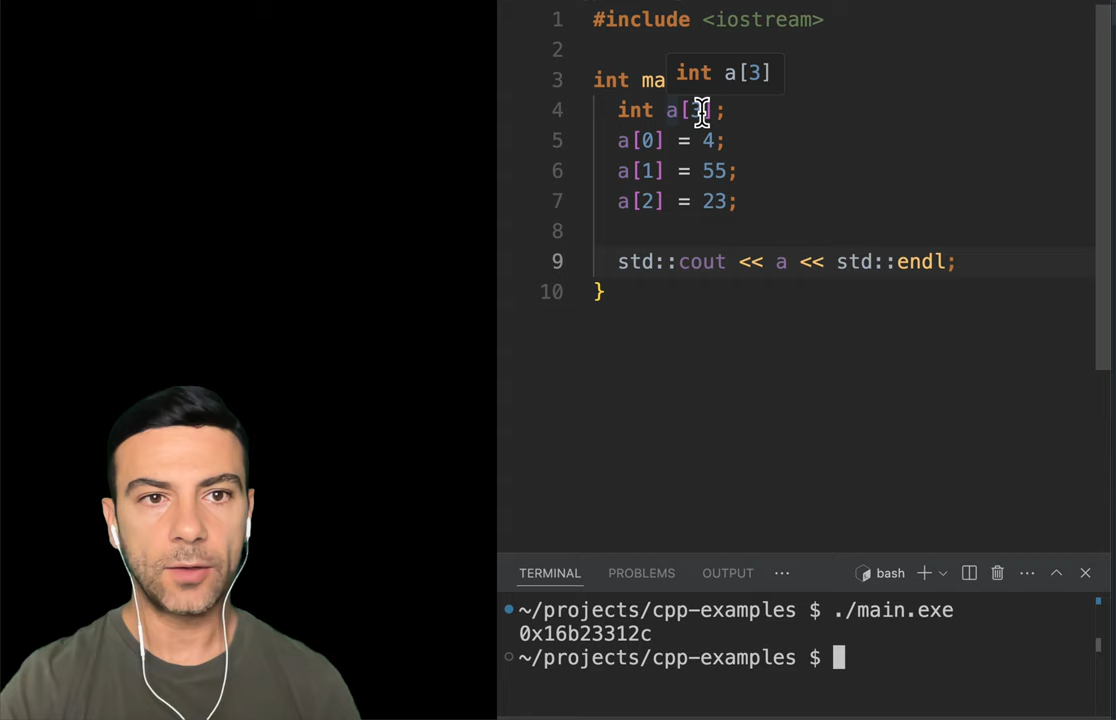 1 #include <iostream>
2
3 int ma
int a[3]
4 int a[3];
5 a[0] = 4;
6 a[1] = 55;
7 a[2] = 23;
8
9 std::cout << a << std::endl;
10 }
TERMINAL PROBLEMS OUTPUT ··· bash
~/projects/cpp-examples $ ./main.exe
0x16b23312c
~/projects/cpp-examples $